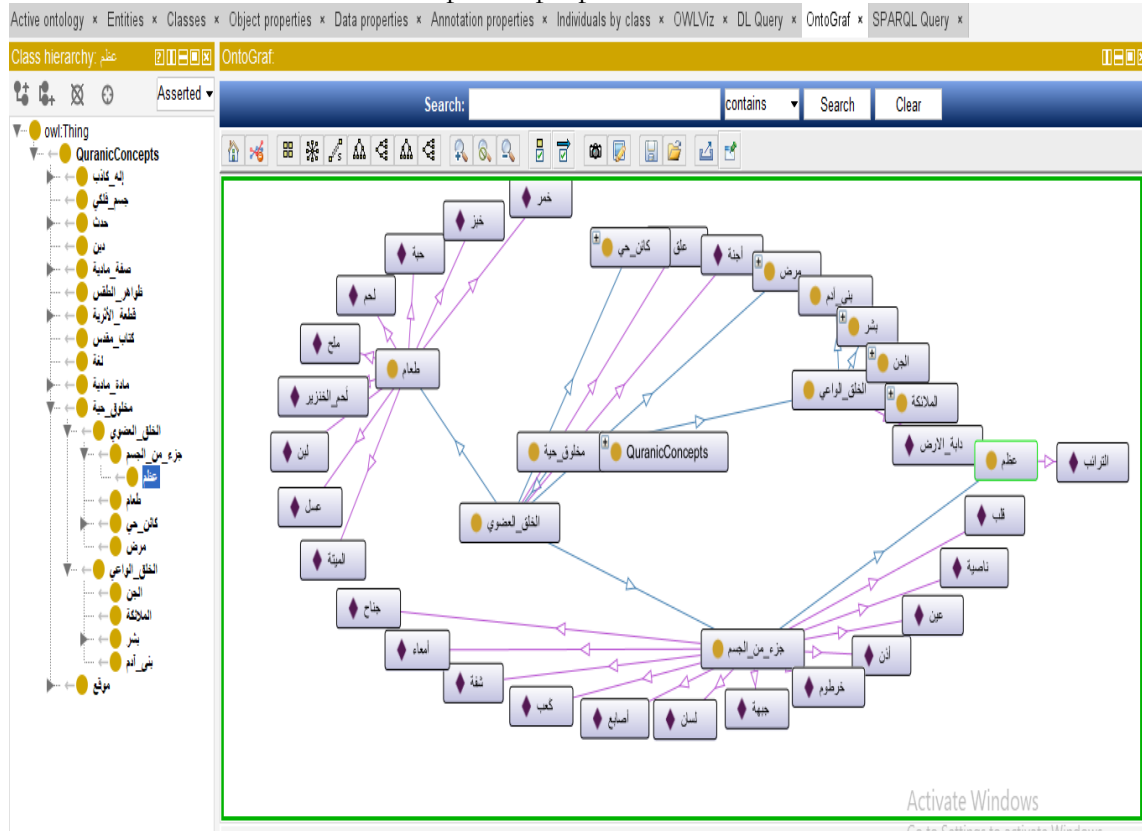 Active ontology × Entities × Classes × Object properties × Data properties × Annotation properties × Individuals by class × OWLViz × DL Query × OntoGraf × SPARQL Query ×
Class hierarchy: عظم
Asserted
owl:Thing
QuranicConcepts
إله_كاذب
جسم_فلكي
حدث
دين
صفة_مادية
ظواهر_الطقس
قطعة_الأثرية
كتاب_مقدس
لغة
مادة_مادية
مخلوق_حية
الخلق_العضوي
جزء_من_الجسم
عظم
طعام
كائن_حي
مرض
الخلق_الواعي
الجن
الملائكة
بشر
بني_آدم
موقع
OntoGraf:
Search:
contains
Search
Clear
خمر
خبز
حبة
لحم
ملح
طعام
لحم_الخنزير
لبن
عسل
الميتة
كائن_حي
علق
أجنة
مرض
بني_آدم
بشر
الجن
الخلق_الواعي
الملائكة
دابة_الارض
مخلوق_حية
QuranicConcepts
عظم
الترائب
الخلق_العضوي
قلب
ناصية
عين
أذن
جناح
جزء_من_الجسم
أمعاء
شفة
خرطوم
كعب
أصابع
لسان
جبهة
Activate Windows